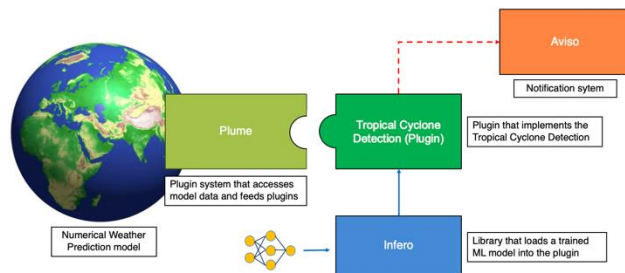 Aviso
Notification sytem
Plume
Tropical Cyclone
Detection (Plugin)
Plugin that implements the
Tropical Cyclone Detection
Plugin system that accesses
model data and feeds plugins
Numerical Weather
Prediction model
Infero
Library that loads a trained
ML model into the plugin